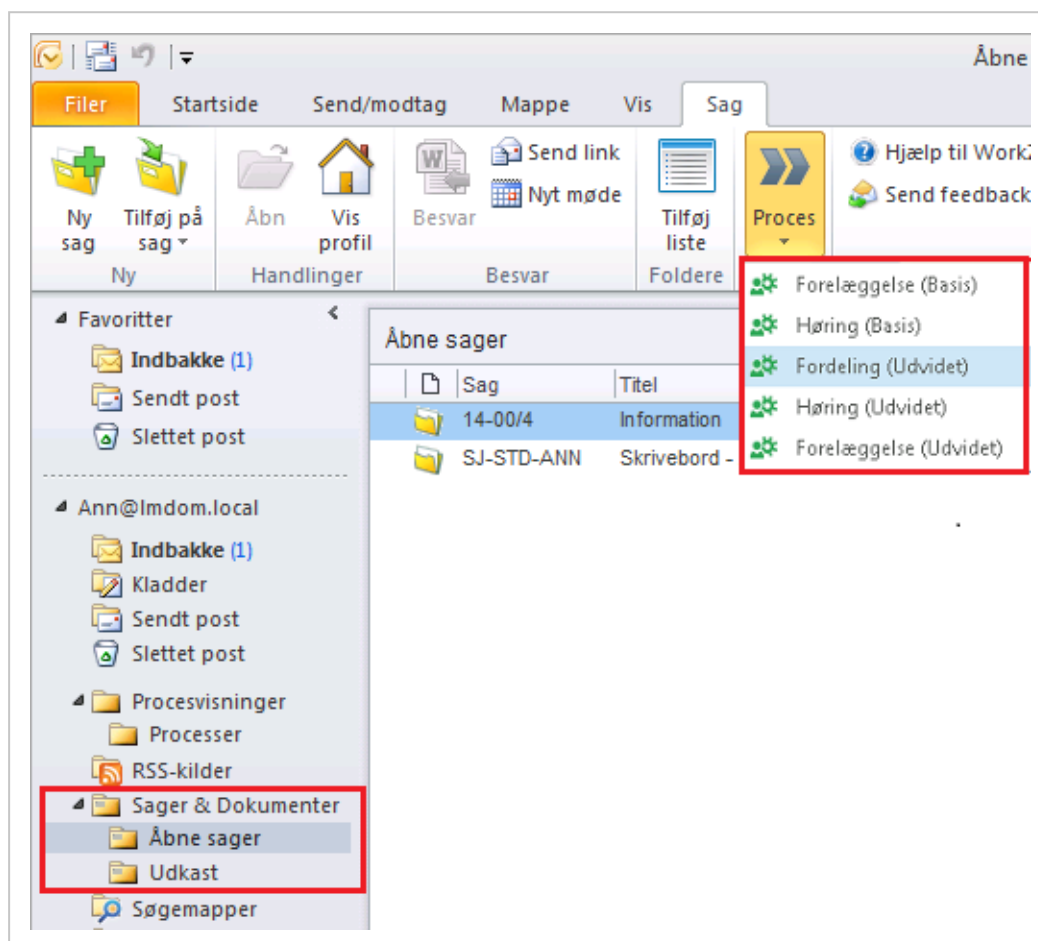 Åbne
Filer Startside Send/modtag Mappe Vis Sag
Ny sag
Tilføj på sag
Ny
Åbn
Vis profil
Handlinger
W
Besvar
Send link
Nyt møde
Besvar
Tilføj liste
Foldere
Proces
Hjælp til Work
Send feedback
Forelæggelse (Basis)
Høring (Basis)
Fordeling (Udvidet)
Høring (Udvidet)
Forelæggelse (Udvidet)
Favoritter
Indbakke (1)
Sendt post
Slettet post
Ann@lmdom.local
Indbakke (1)
Kladder
Sendt post
Slettet post
Procesvisninger
Processer
RSS-kilder
Sager & Dokumenter
Åbne sager
Udkast
Søgemapper
Åbne sager
Sag Titel
14-00/4 Information
SJ-STD-ANN Skrivebord -